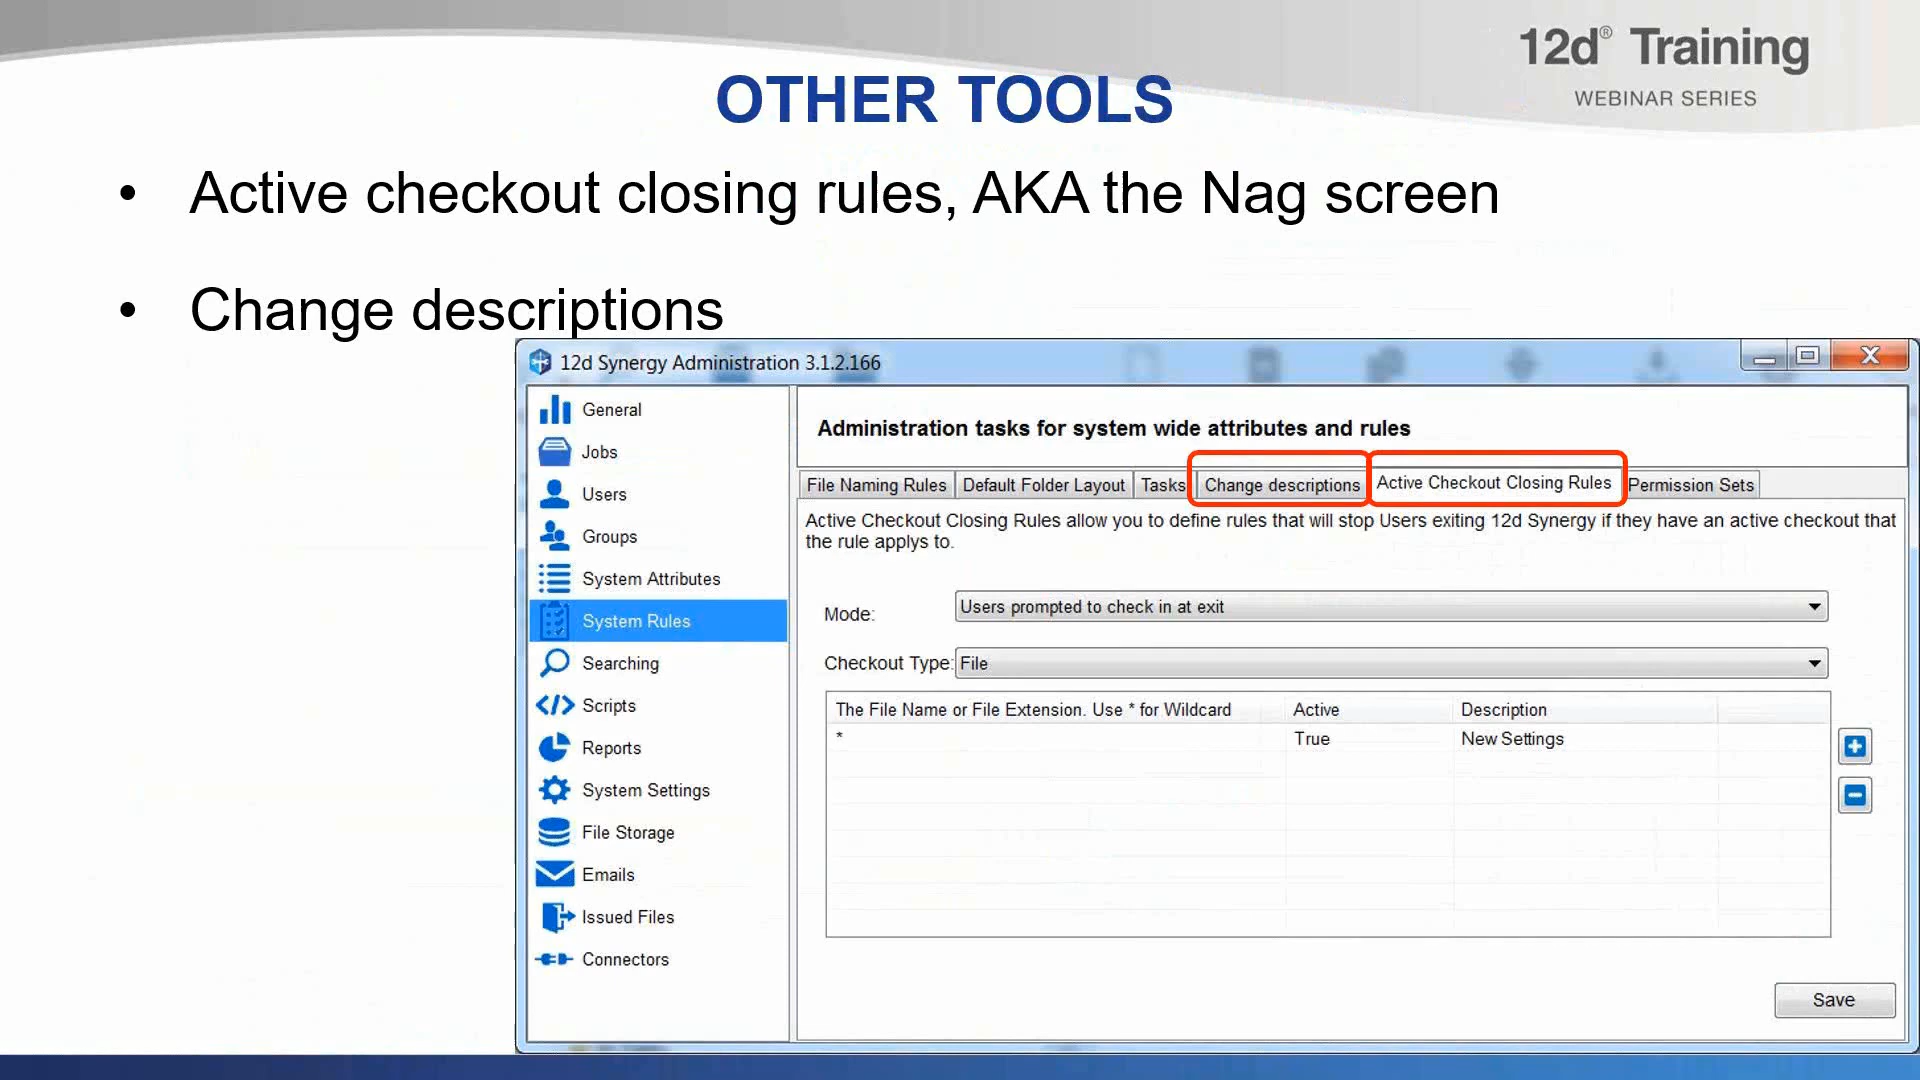 12d® Training
WEBINAR SERIES
OTHER TOOLS
• Active checkout closing rules, AKA the Nag screen
• Change descriptions
12d Synergy Administration 3.1.2.166
General
Jobs
Users
Groups
System Attributes
System Rules
Searching
Scripts
Reports
System Settings
File Storage
Emails
Issued Files
Connectors
Administration tasks for system wide attributes and rules
File Naming Rules Default Folder Layout Tasks Change descriptions Active Checkout Closing Rules Permission Sets
Active Checkout Closing Rules allow you to define rules that will stop Users exiting 12d Synergy if they have an active checkout that
the rule applys to.
Mode: Users prompted to check in at exit
Checkout Type: File
The File Name or File Extension. Use * for Wildcard Active Description
* True New Settings
Save